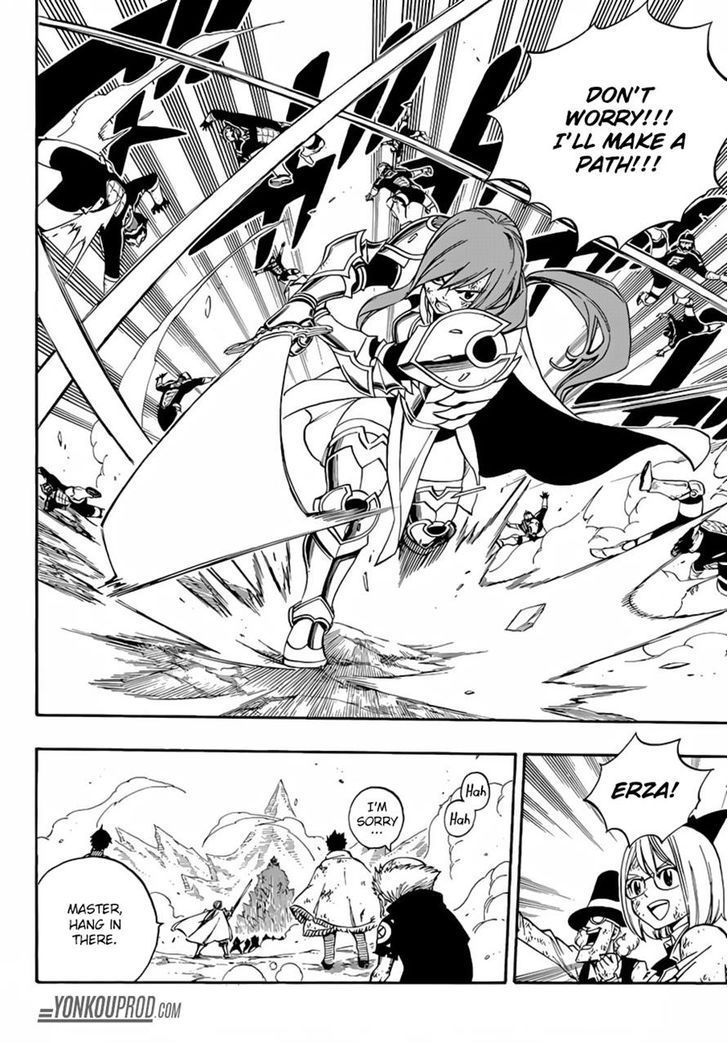 DON'T
WORRY!!!
I'LL MAKE A
PATH!!!
ERZA!
Hah
Hah
I'M
SORRY
...
MASTER,
HANG IN
THERE.
=YONKOUPROD.COM